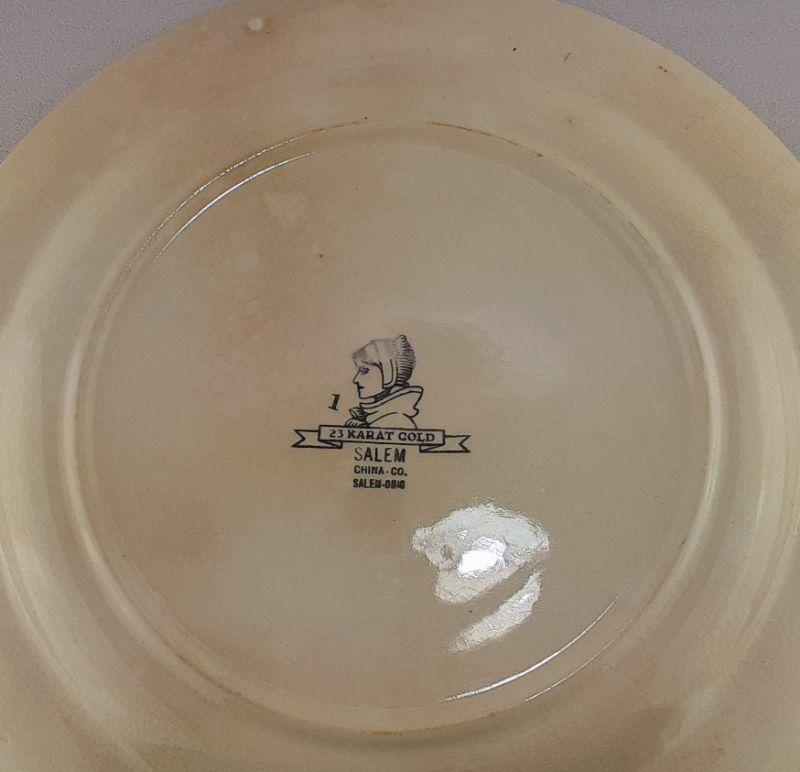 1
23 KARAT GOLD
SALEM
CHINA-CO.
SALEM-OHIO